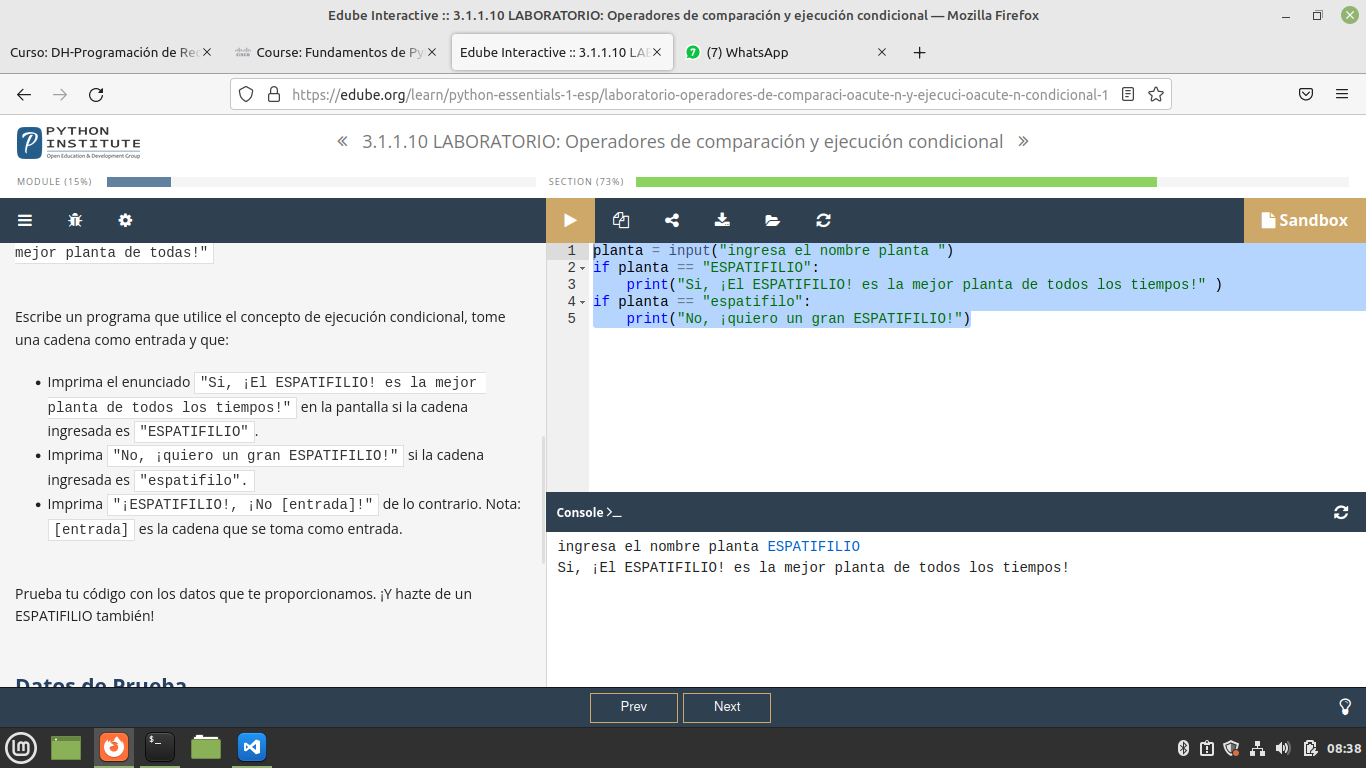 Edube Interactive :: 3.1.1.10 LABORATORIO: Operadores de comparación y ejecución condicional — Mozilla Firefox
Curso: DH-Programación de Rec
Course: Fundamentos de Py
Edube Interactive :: 3.1.1.10 LA
(7) WhatsApp
https://edube.org/learn/python-essentials-1-esp/laboratorio-operadores-de-comparaci-oacute-n-y-ejecuci-oacute-n-condicional-1
PYTHON
INSTITUTE
Open Education & Development Group
« 3.1.1.10 LABORATORIO: Operadores de comparación y ejecución condicional »
MODULE (15%)
SECTION (73%)
Sandbox
mejor planta de todas!"
Escribe un programa que utilice el concepto de ejecución condicional, tome
una cadena como entrada y que:
• Imprima el enunciado "Si, ¡El ESPATIFILIO! es la mejor
planta de todos los tiempos!" en la pantalla si la cadena
ingresada es "ESPATIFILIO".
• Imprima "No, ¡quiero un gran ESPATIFILIO!" si la cadena
ingresada es "espatifilo".
• Imprima "¡ESPATIFILIO!, ¡No [entrada]!" de lo contrario. Nota:
[entrada] es la cadena que se toma como entrada.
Prueba tu código con los datos que te proporcionamos. ¡Y hazte de un
ESPATIFILIO también!
Datos de Prueba
1 planta = input("ingresa el nombre planta ")
2 if planta == "ESPATIFILIO":
3 print("Si, ¡El ESPATIFILIO! es la mejor planta de todos los tiempos!" )
4 if planta == "espatifilo":
5 print("No, ¡quiero un gran ESPATIFILIO!")
Console >_
ingresa el nombre planta ESPATIFILIO
Si, ¡El ESPATIFILIO! es la mejor planta de todos los tiempos!
Prev
Next
08:38